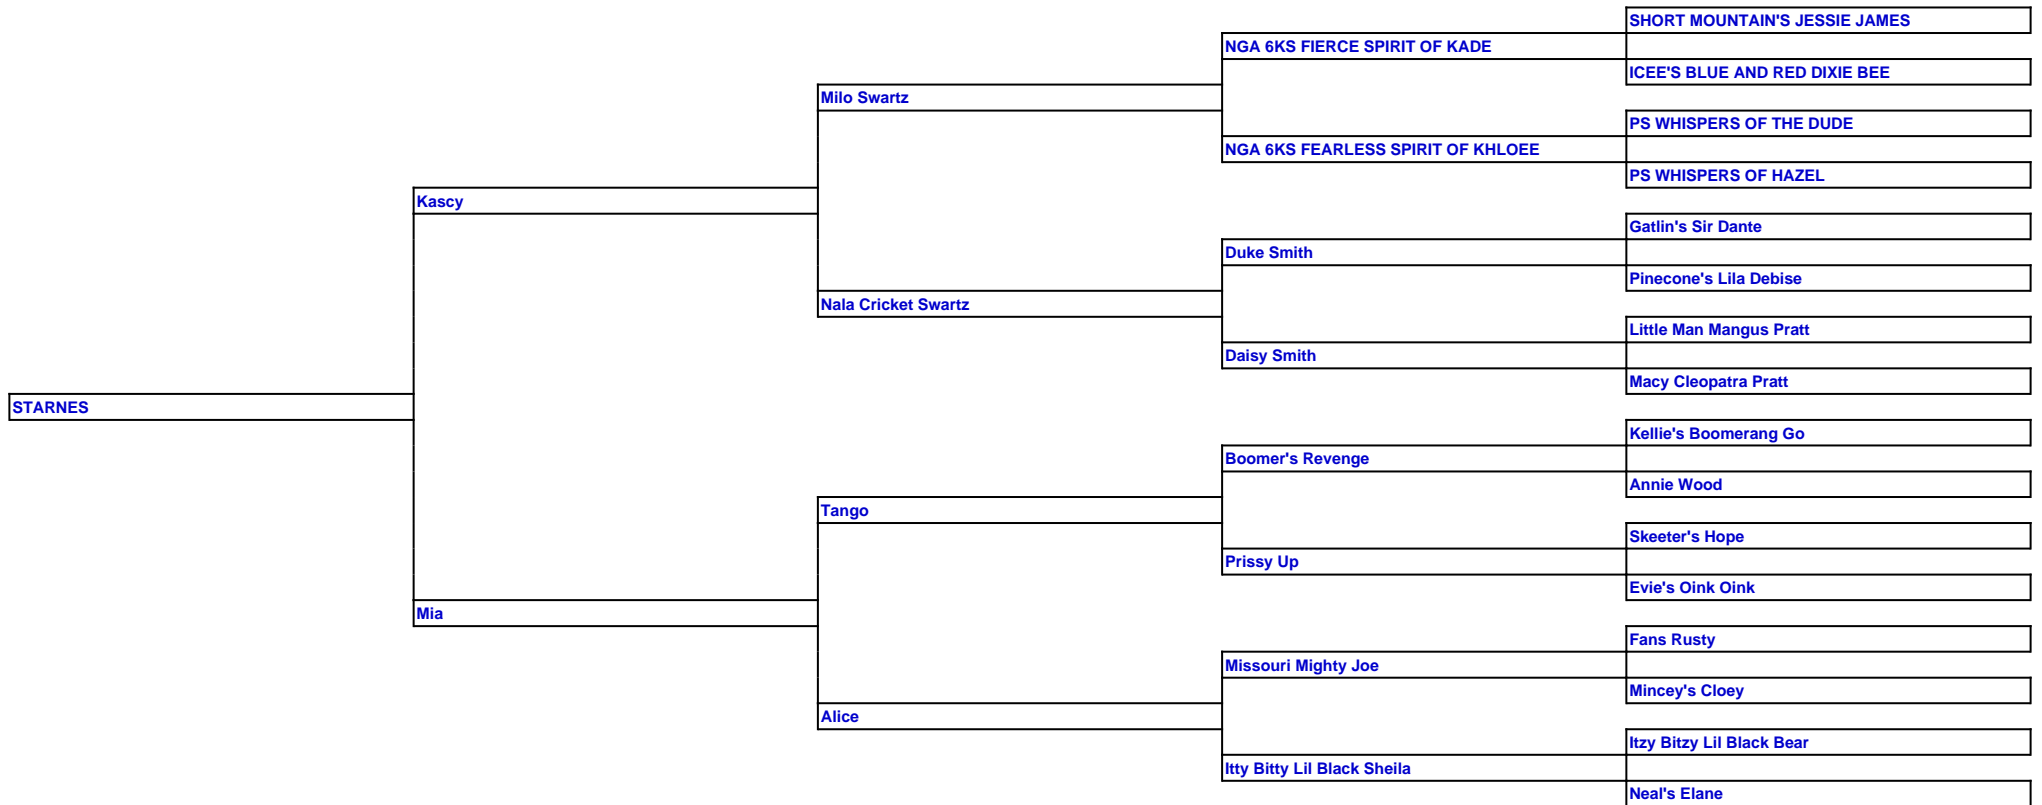 SHORT MOUNTAIN'S JESSIE JAMES
NGA 6KS FIERCE SPIRIT OF KADE
ICEE'S BLUE AND RED DIXIE BEE
Milo Swartz
PS WHISPERS OF THE DUDE
NGA 6KS FEARLESS SPIRIT OF KHLOEE
PS WHISPERS OF HAZEL
Kascy
Gatlin's Sir Dante
Duke Smith
Pinecone's Lila Debise
Nala Cricket Swartz
Little Man Mangus Pratt
Daisy Smith
Macy Cleopatra Pratt
STARNES
Kellie's Boomerang Go
Boomer's Revenge
Annie Wood
Tango
Skeeter's Hope
Prissy Up
Evie's Oink Oink
Mia
Fans Rusty
Missouri Mighty Joe
Mincey's Cloey
Alice
Itzy Bitzy Lil Black Bear
Itty Bitty Lil Black Sheila
Neal's Elane